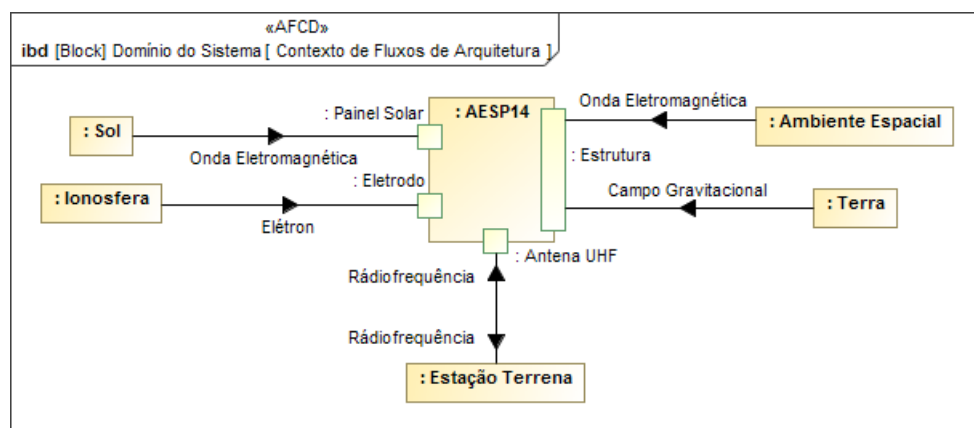 «AFCD»
ibd [Block] Domínio do Sistema [ Contexto de Fluxos de Arquitetura ]
: Sol
Onda Eletromagnética
: Painel Solar
: AESP14
Onda Eletromagnética
: Ambiente Espacial
: Estrutura
: Ionosfera
Elétron
: Eletrodo
Campo Gravitacional
: Terra
: Antena UHF
Rádiofrequência
Rádiofrequência
: Estação Terrena